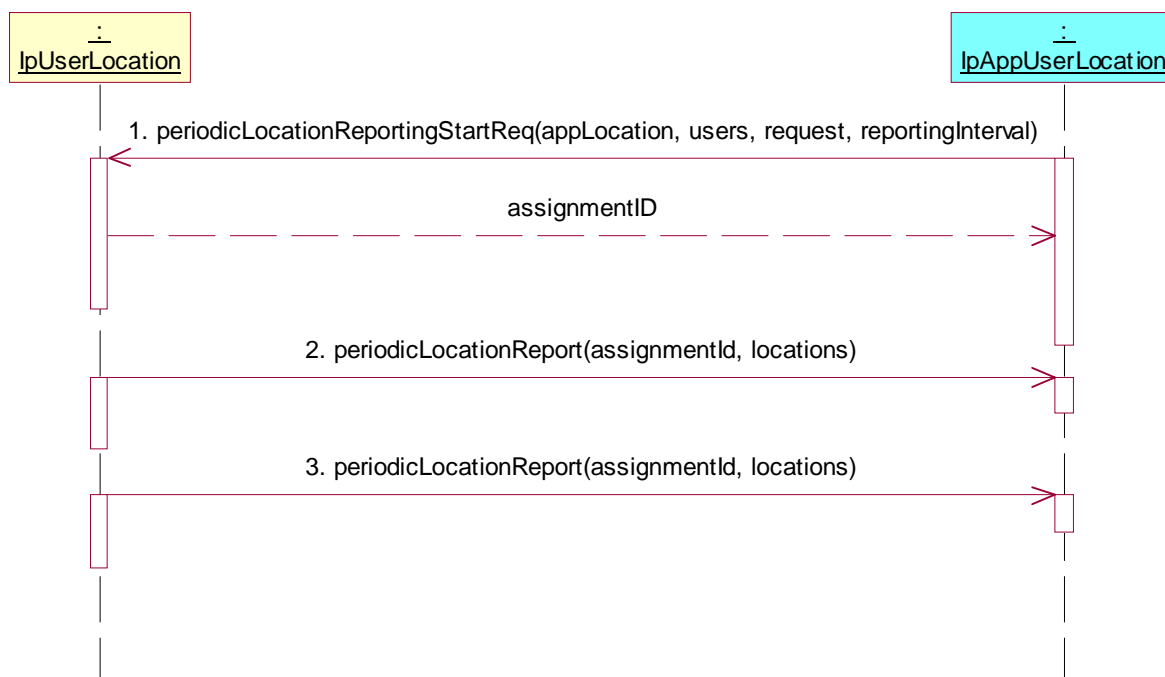 :
IpUserLocation
:
IpAppUserLocation
1. periodicLocationReportingStartReq(appLocation, users, request, reportingInterval)
assignmentID
2. periodicLocationReport(assignmentId, locations)
3. periodicLocationReport(assignmentId, locations)